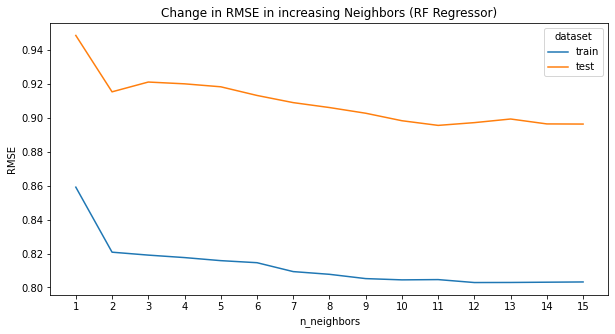 Change in RMSE in increasing Neighbors (RF Regressor)
dataset
train
test
0.94
0.92
0.90
0.88
0.86
0.84
0.82
0.80
RMSE
1 2 3 4 5 6 7 8 9 10 11 12 13 14 15
n_neighbors